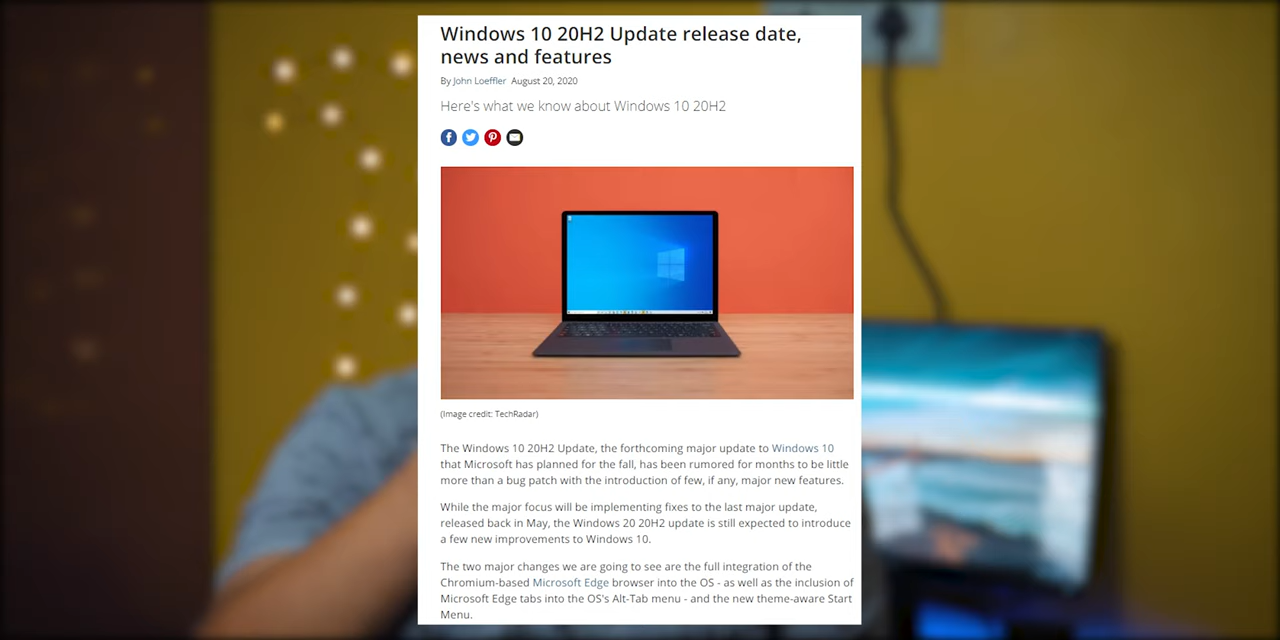 Windows 10 20H2 Update release date,
news and features
By John Loeffler August 20, 2020
Here's what we know about Windows 10 20H2
(Image credit: TechRadar)
The Windows 10 20H2 Update, the forthcoming major update to Windows 10
that Microsoft has planned for the fall, has been rumored for months to be little
more than a bug patch with the introduction of few, if any, major new features.
While the major focus will be implementing fixes to the last major update,
released back in May, the Windows 20 20H2 update is still expected to introduce
a few new improvements to Windows 10.
The two major changes we are going to see are the full integration of the
Chromium-based Microsoft Edge browser into the OS - as well as the inclusion of
Microsoft Edge tabs into the OS's Alt-Tab menu - and the new theme-aware Start
Menu.